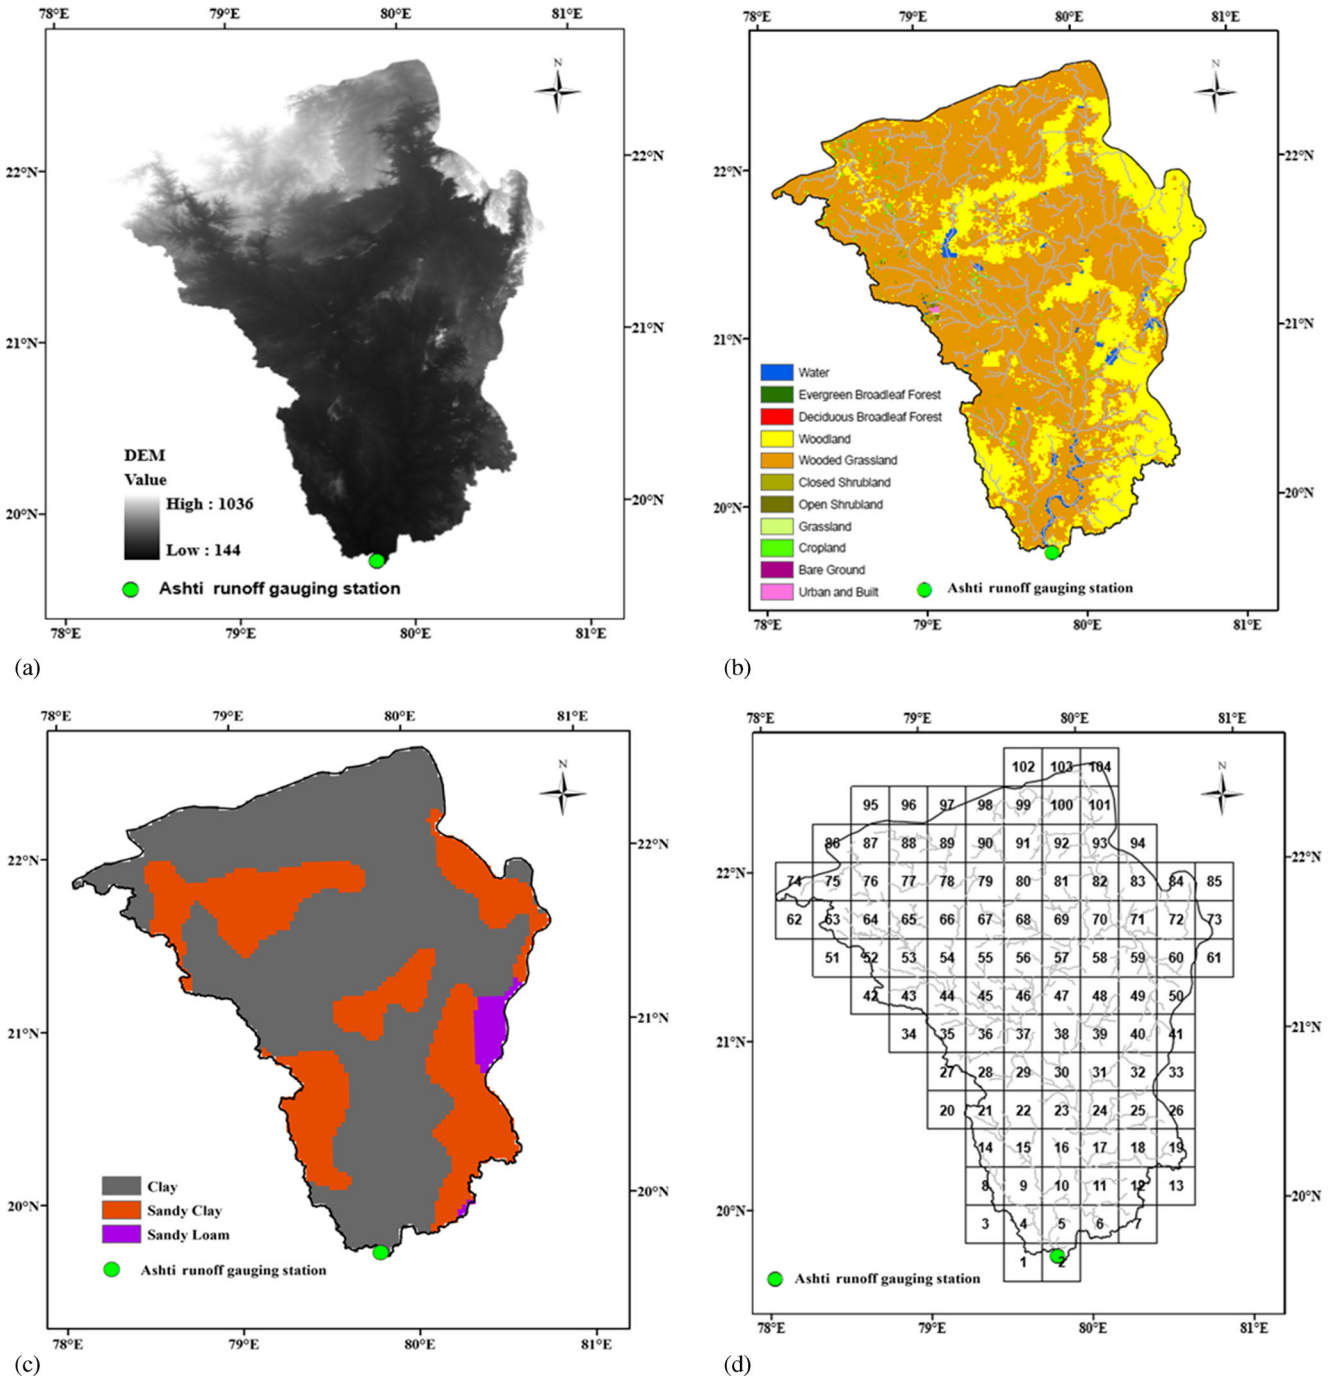 78°E 79°E 80°E 81°E
N
22°N 22°N
21°N 21°N
20°N 20°N
DEM
Value
High : 1036
Low : 144
Ashti runoff gauging station
78°E 79°E 80°E 81°E
(a)
78°E 79°E 80°E 81°E
N
22°N 22°N
21°N 21°N
20°N 20°N
Water
Evergreen Broadleaf Forest
Deciduous Broadleaf Forest
Woodland
Wooded Grassland
Closed Shrubland
Open Shrubland
Grassland
Cropland
Bare Ground
Urban and Built
Ashti runoff gauging station
78°E 79°E 80°E 81°E
(b)
78°E 79°E 80°E 81°E
N
22°N 22°N
21°N 21°N
20°N 20°N
Clay
Sandy Clay
Sandy Loam
Ashti runoff gauging station
78°E 79°E 80°E 81°E
(c)
78°E 79°E 80°E 81°E
N
102 103 104
95 96 97 98 99 100 101
86 87 88 89 90 91 92 93 94
22°N 22°N
74 75 76 77 78 79 80 81 82 83 84 85
62 63 64 65 66 67 68 69 70 71 72 73
51 52 53 54 55 56 57 58 59 60 61
42 43 44 45 46 47 48 49 50
21°N 21°N
34 35 36 37 38 39 40 41
27 28 29 30 31 32 33
20 21 22 23 24 25 26
14 15 16 17 18 19
8 9 10 11 12 13
20°N 20°N
3 4 5 6 7
1 2
Ashti runoff gauging station
78°E 79°E 80°E 81°E
(d)